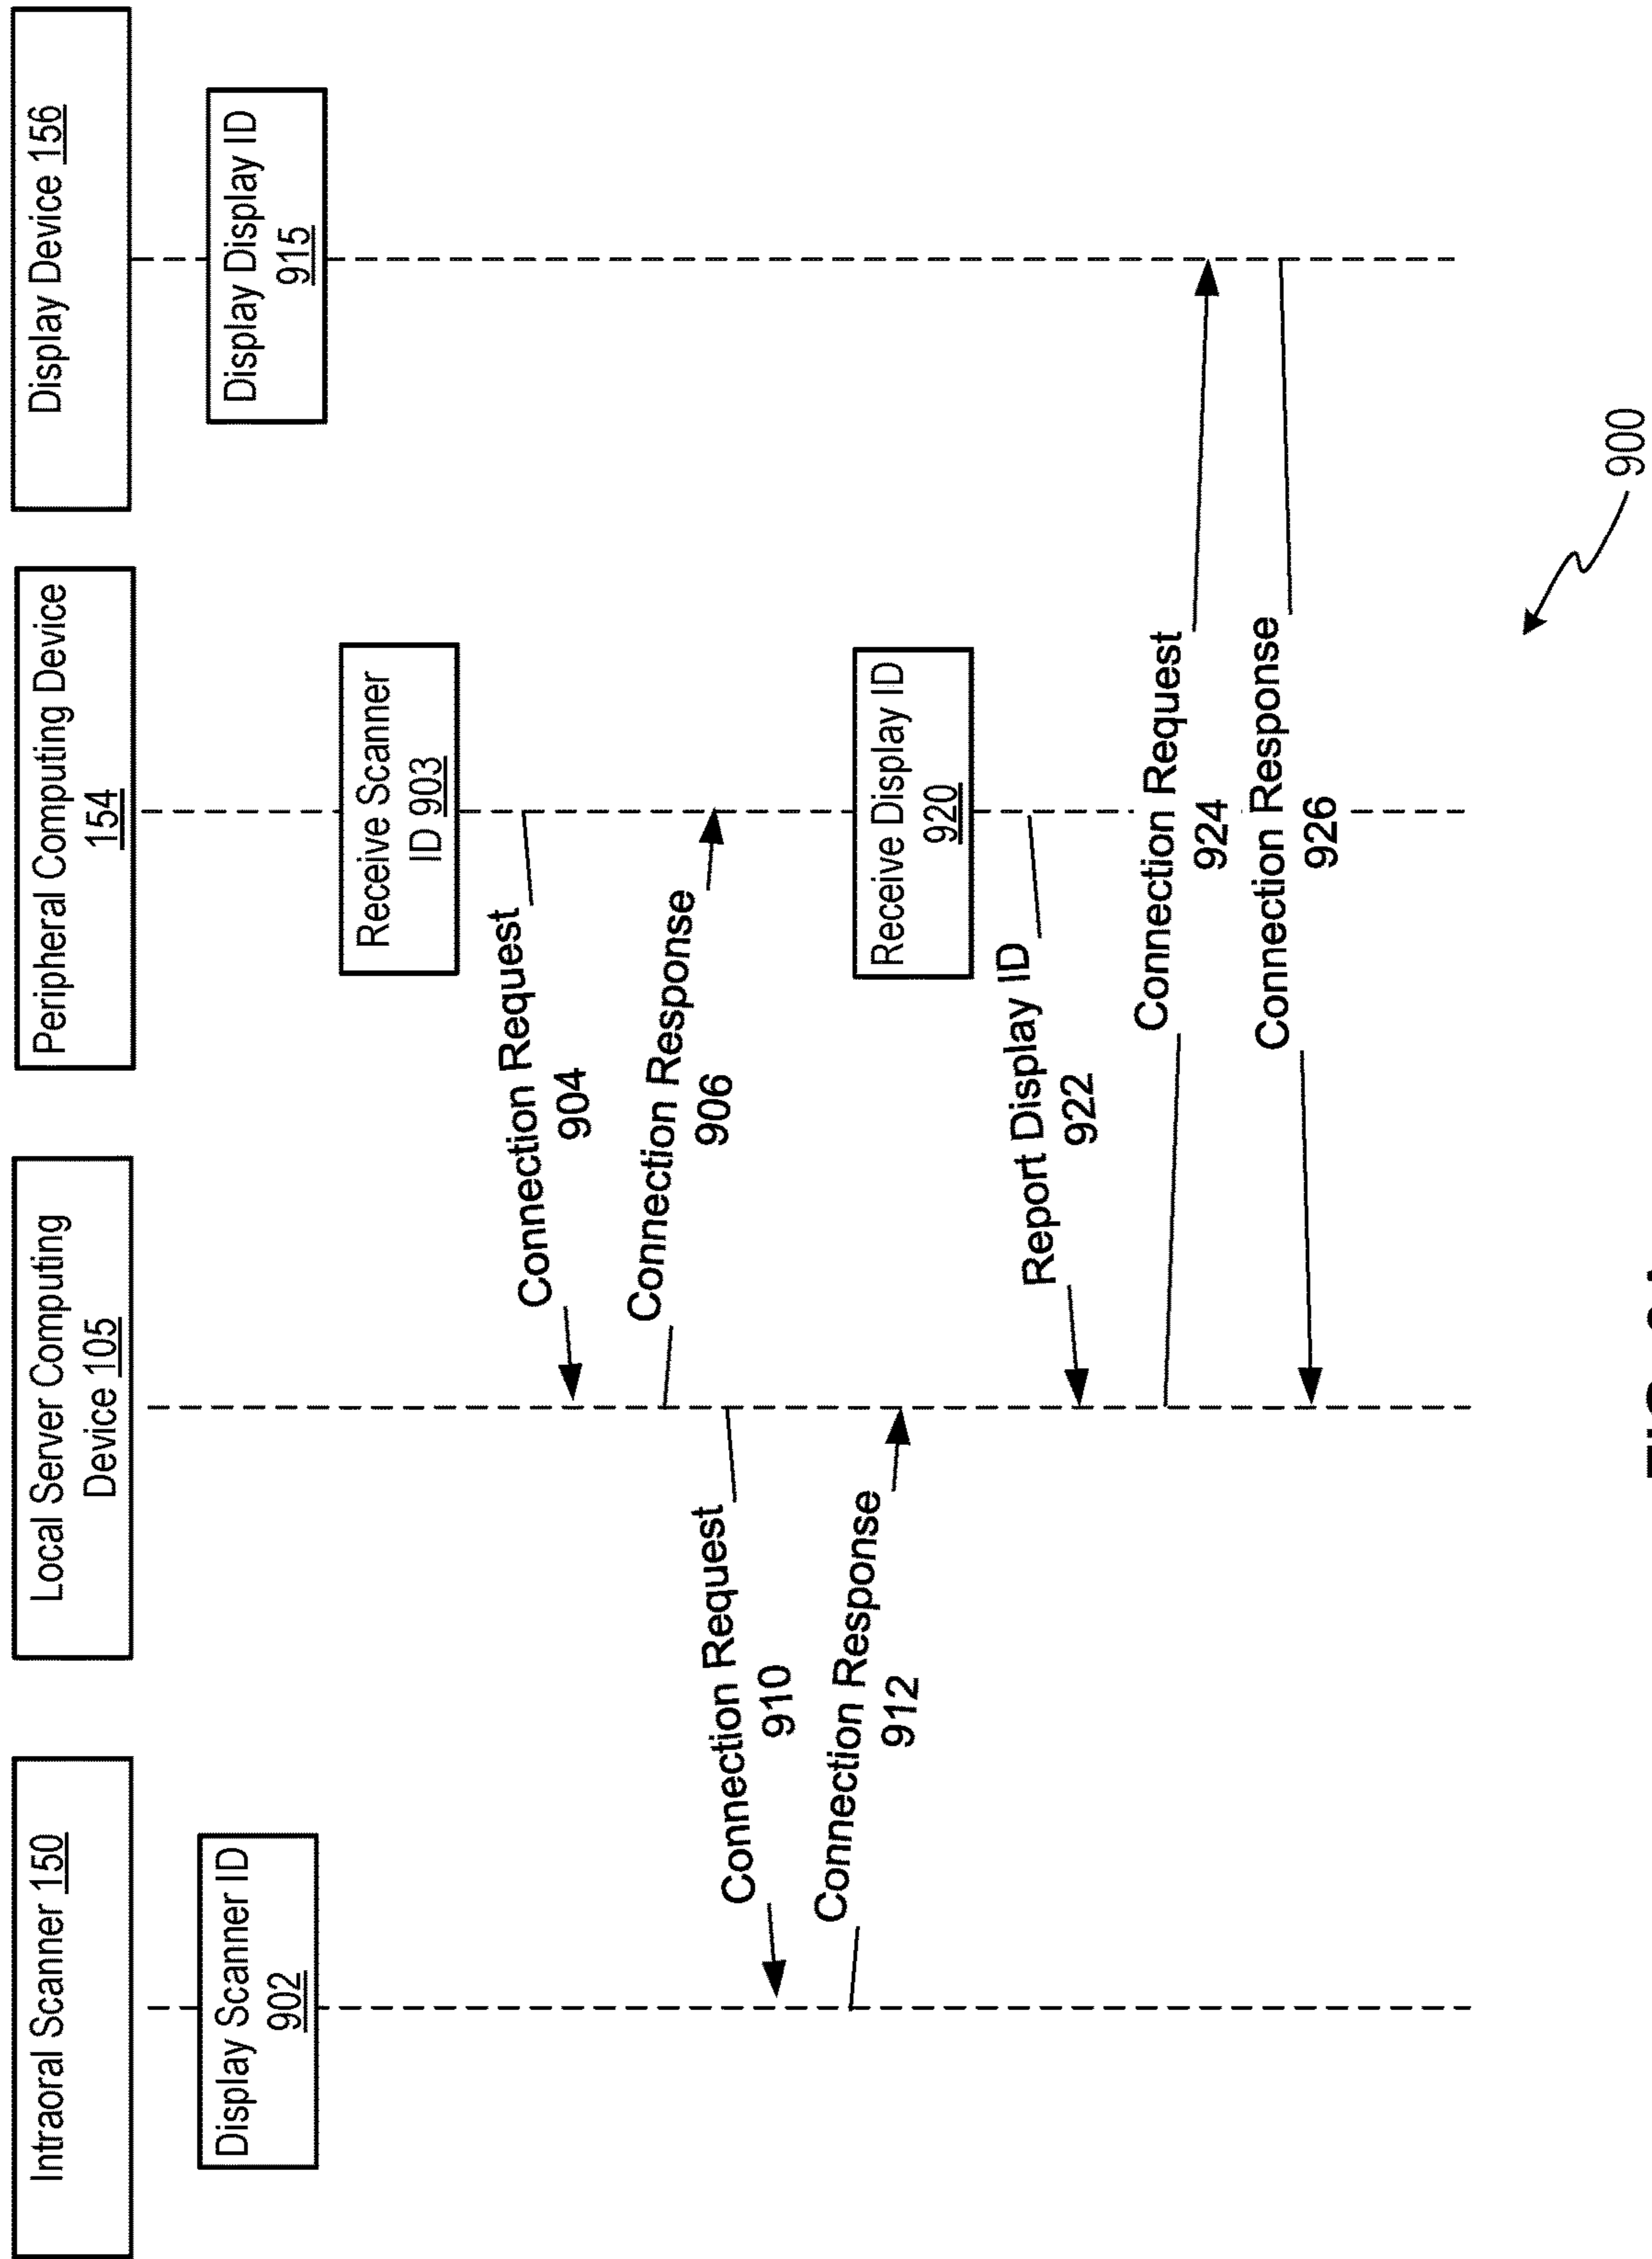 Intraoral Scanner 150
Local Server Computing
Device 105
Peripheral Computing Device
154
Display Device 156
Display Scanner ID
902
Display Display ID
915
Receive Scanner
ID 903
Connection Request
904
Connection Response
906
Connection Request
910
Connection Response
912
Receive Display ID
920
Report Display ID
922
Connection Request
924
Connection Response
926
900